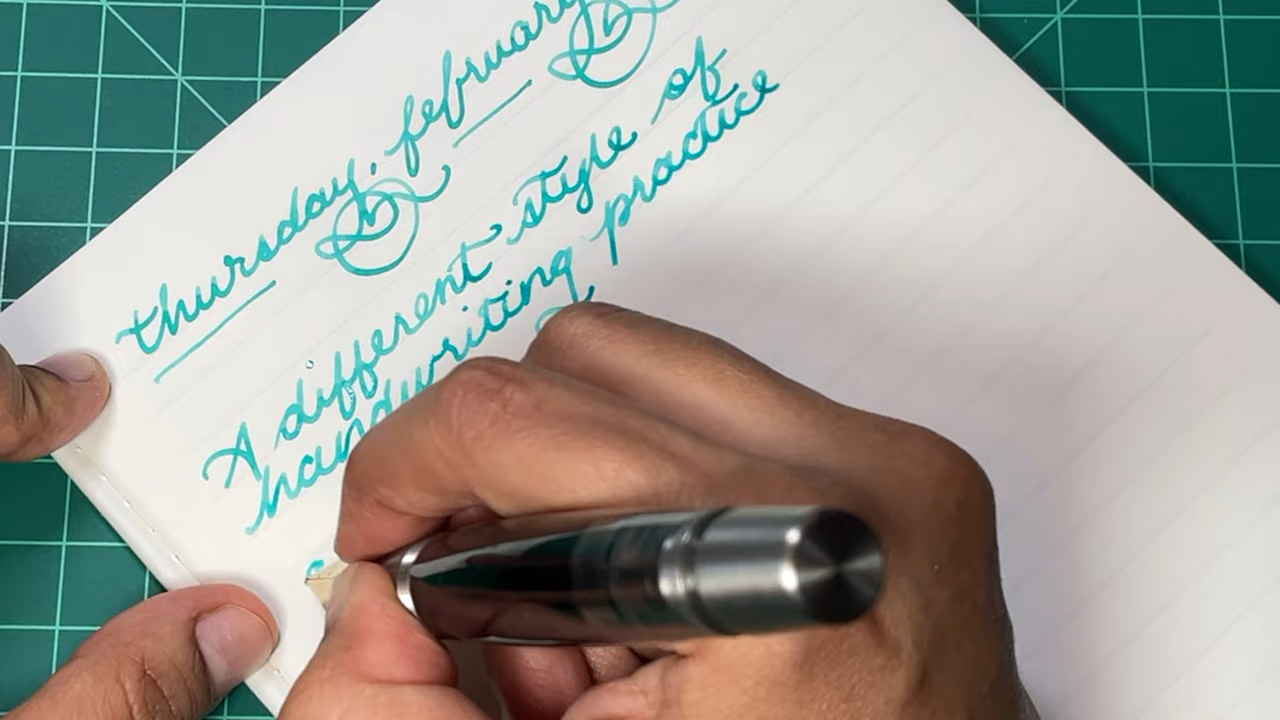 thursday, february
A different style of
handwriting practice